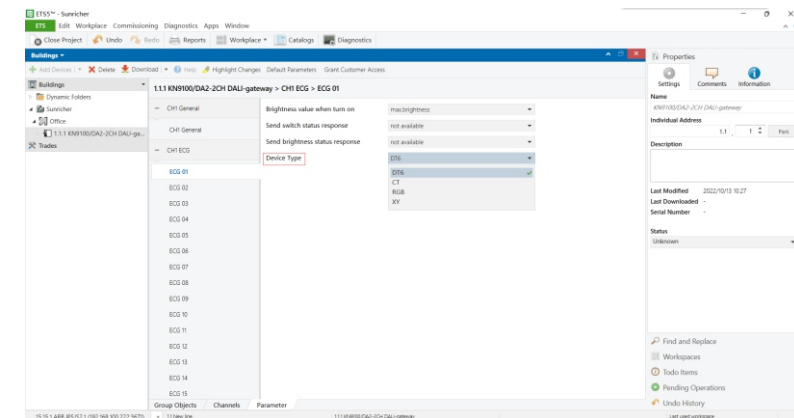 ETS5™ - Sunricher
ETS Edit Workplace Commissioning Diagnostics Apps Window
Close Project Undo Redo Reports Workplace Catalogs Diagnostics
Buildings
Add Devices Delete Download Help Highlight Changes Default Parameters Grant Customer Access
Buildings
Dynamic Folders
Sunricher
Office
1.1.1 KN9100/DA2-2CH DALI-ga...
Trades
1.1.1 KN9100/DA2-2CH DALI-gateway > CH1 ECG > ECG 01
CH1 General
CH1 General
CH1 ECG
ECG 01
ECG 02
ECG 03
ECG 04
ECG 05
ECG 06
ECG 07
ECG 08
ECG 09
ECG 10
ECG 11
ECG 12
ECG 13
ECG 14
ECG 15
Brightness value when turn on max.brightness
Send switch status response not available
Send brightness status response not available
Device Type DT6
DT6
CT
RGB
XY
Group Objects Channels Parameter
Properties
Settings Comments Information
Name
KN9100/DA2-2CH DALI-gateway
Individual Address
1.1 . 1 Park
Description
Last Modified 2022/10/13 10:27
Last Downloaded -
Serial Number -
Status
Unknown
Find and Replace
Workspaces
Todo Items
Pending Operations
Undo History
1.1 New line
1.1.1 KN9100/DA2-2CH DALI-gateway
Last used workspace